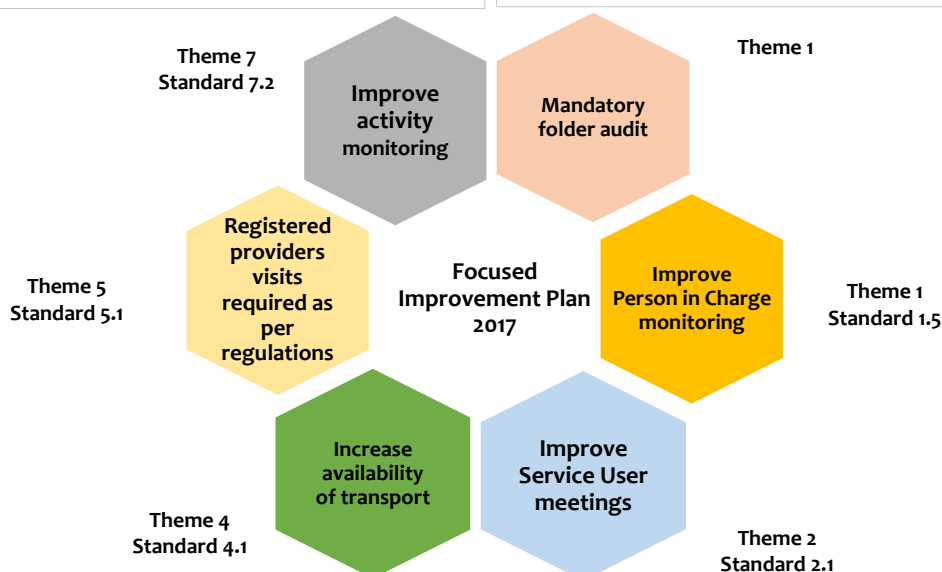 Theme 7
Standard 7.2
Improve
activity
monitoring
Mandatory
folder audit
Theme 1
Registered
providers
visits
required as
per
regulations
Theme 5
Standard 5.1
Focused
Improvement Plan
2017
Improve
Person in Charge
monitoring
Theme 1
Standard 1.5
Increase
availability
of transport
Theme 4
Standard 4.1
Improve
Service User
meetings
Theme 2
Standard 2.1